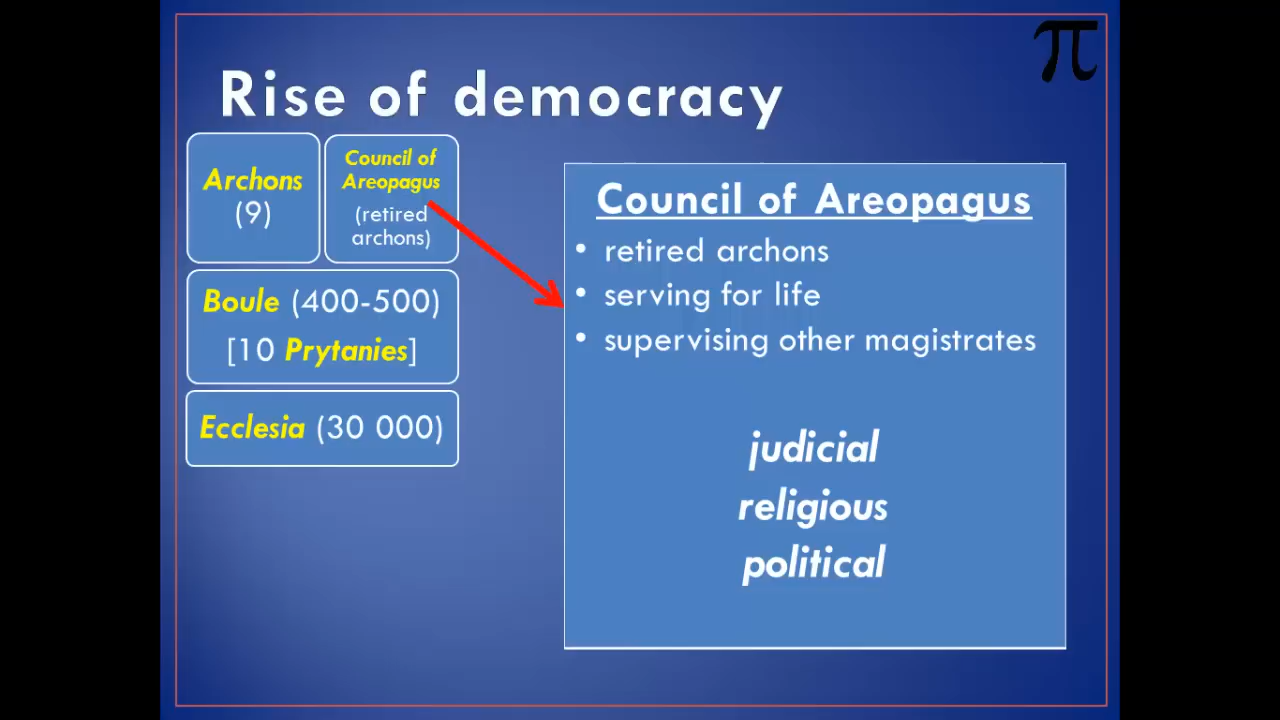 π
Rise of democracy
Archons
(9)
Council of
Areopagus
(retired
archons)
Boule (400-500)
[10 Prytanies]
Ecclesia (30 000)
Council of Areopagus
• retired archons
• serving for life
• supervising other magistrates
judicial
religious
political